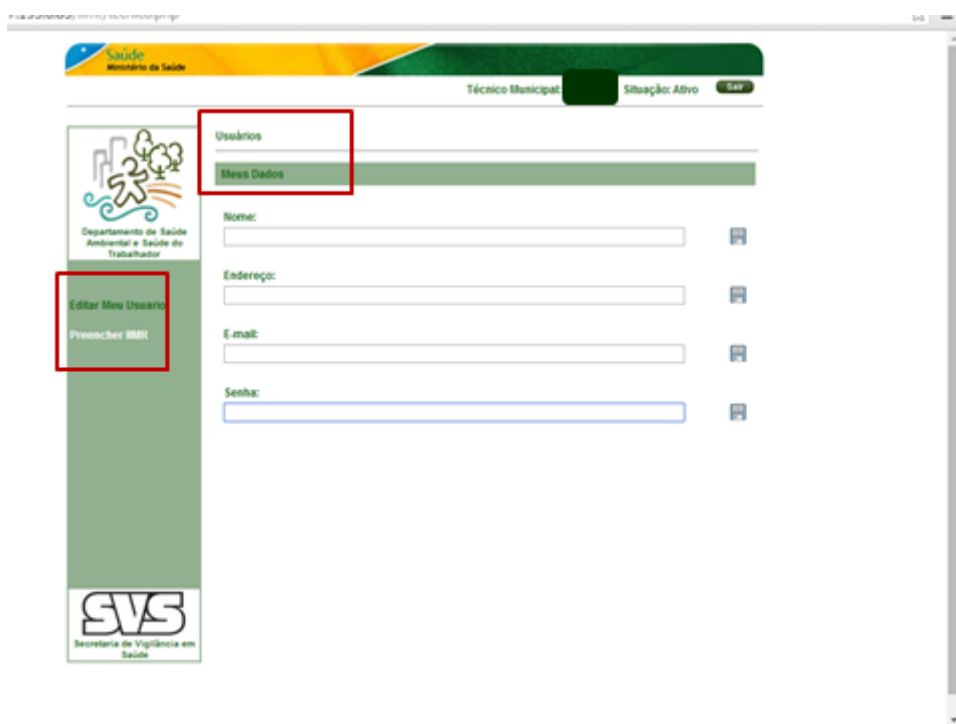 Saúde
Ministério da Saúde
Técnico Municipal: Situação: Ativo Sair
Usuários
Meus Dados
Departamento de Saúde
Ambiental e Saúde do
Trabalhador
Nome:
Endereço:
Editar Meu Usuario
Preencher IIMR
E-mail:
Senha:
SVS
Secretaria de Vigilância em
Saúde